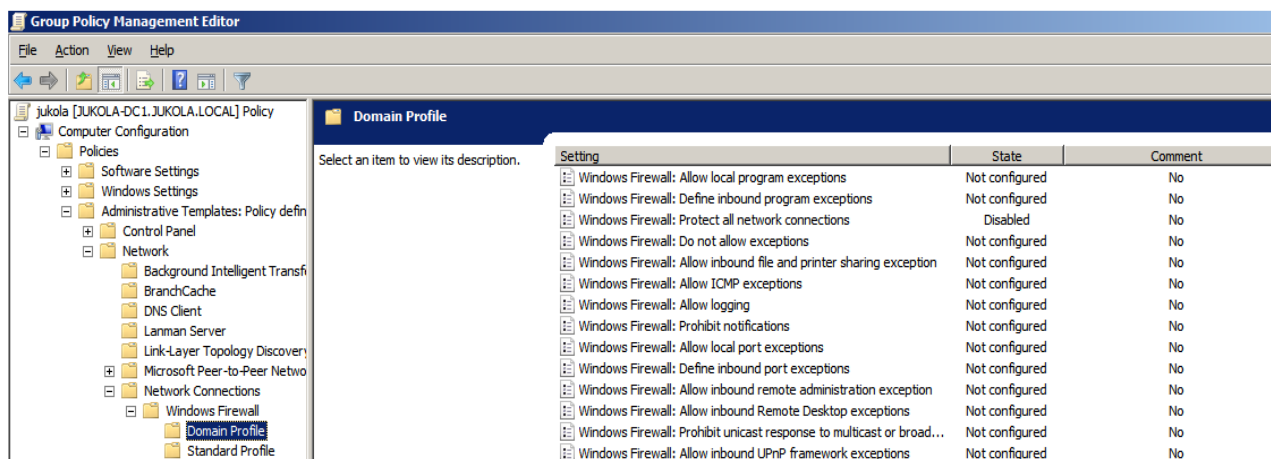 Group Policy Management Editor
File Action View Help
jukola [JUKOLA-DC1.JUKOLA.LOCAL] Policy
Computer Configuration
Policies
Software Settings
Windows Settings
Administrative Templates: Policy defin
Control Panel
Network
Background Intelligent Transf
BranchCache
DNS Client
Lanman Server
Link-Layer Topology Discovery
Microsoft Peer-to-Peer Netwo
Network Connections
Windows Firewall
Domain Profile
Standard Profile
Domain Profile
Select an item to view its description.
Setting State Comment
Windows Firewall: Allow local program exceptions Not configured No
Windows Firewall: Define inbound program exceptions Not configured No
Windows Firewall: Protect all network connections Disabled No
Windows Firewall: Do not allow exceptions Not configured No
Windows Firewall: Allow inbound file and printer sharing exception Not configured No
Windows Firewall: Allow ICMP exceptions Not configured No
Windows Firewall: Allow logging Not configured No
Windows Firewall: Prohibit notifications Not configured No
Windows Firewall: Allow local port exceptions Not configured No
Windows Firewall: Define inbound port exceptions Not configured No
Windows Firewall: Allow inbound remote administration exception Not configured No
Windows Firewall: Allow inbound Remote Desktop exceptions Not configured No
Windows Firewall: Prohibit unicast response to multicast or broad... Not configured No
Windows Firewall: Allow inbound UPnP framework exceptions Not configured No